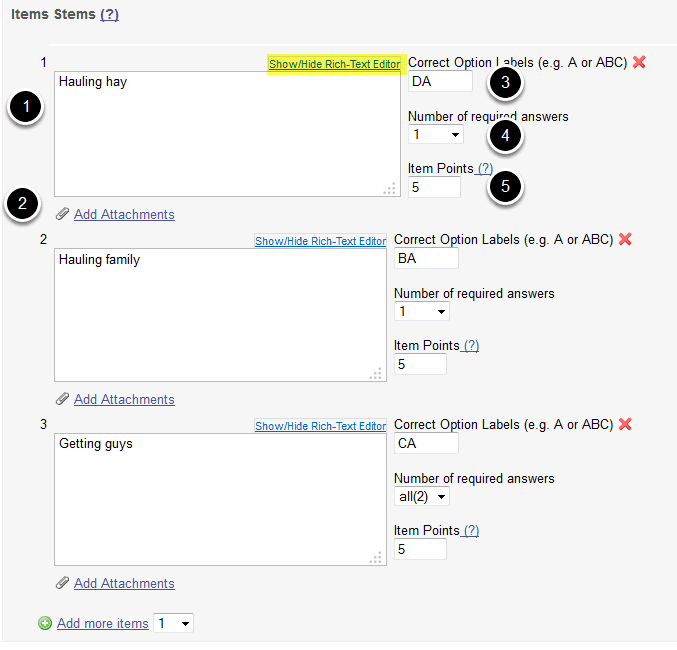 Items Stems (?)
1 Show/Hide Rich-Text Editor Correct Option Labels (e.g. A or ABC)
Hauling hay DA 3
1
Number of required answers
1 4
Item Points (?)
5 5
2
Add Attachments
2 Show/Hide Rich-Text Editor Correct Option Labels (e.g. A or ABC)
Hauling family BA
Number of required answers
1
Item Points (?)
5
Add Attachments
3 Show/Hide Rich-Text Editor Correct Option Labels (e.g. A or ABC)
Getting guys CA
Number of required answers
all(2)
Item Points (?)
5
Add Attachments
Add more items 1